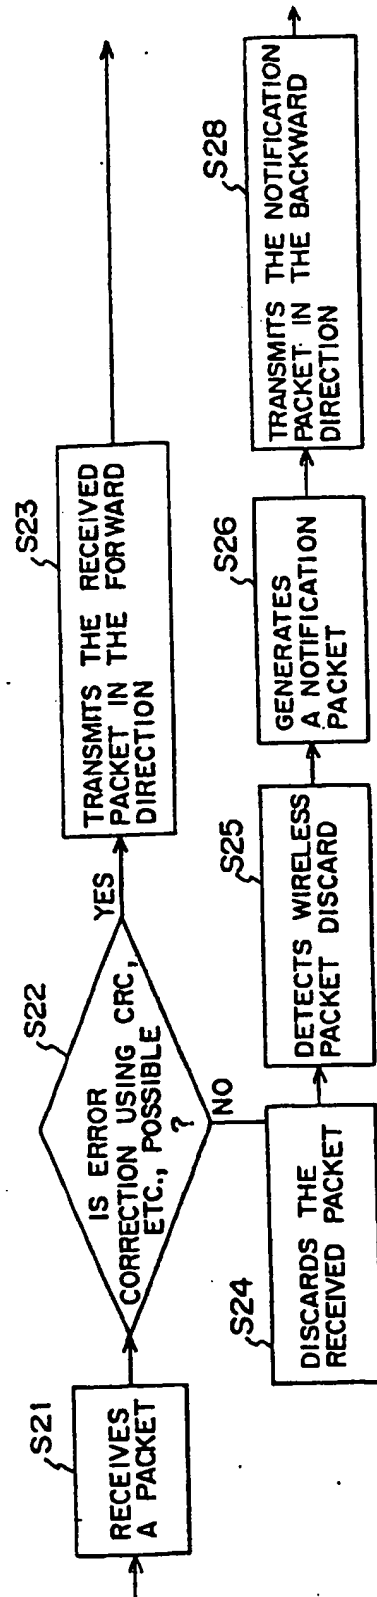 S21
RECEIVES
A PACKET
S22
IS ERROR
CORRECTION USING CRC,
ETC., POSSIBLE
?
YES
NO
S23
TRANSMITS THE RECEIVED
PACKET IN THE FORWARD
DIRECTION
S24
DISCARDS THE
RECEIVED PACKET
S25
DETECTS WIRELESS
PACKET DISCARD
S26
GENERATES
A NOTIFICATION
PACKET
S28
TRANSMITS THE NOTIFICATION
PACKET IN THE BACKWARD
DIRECTION